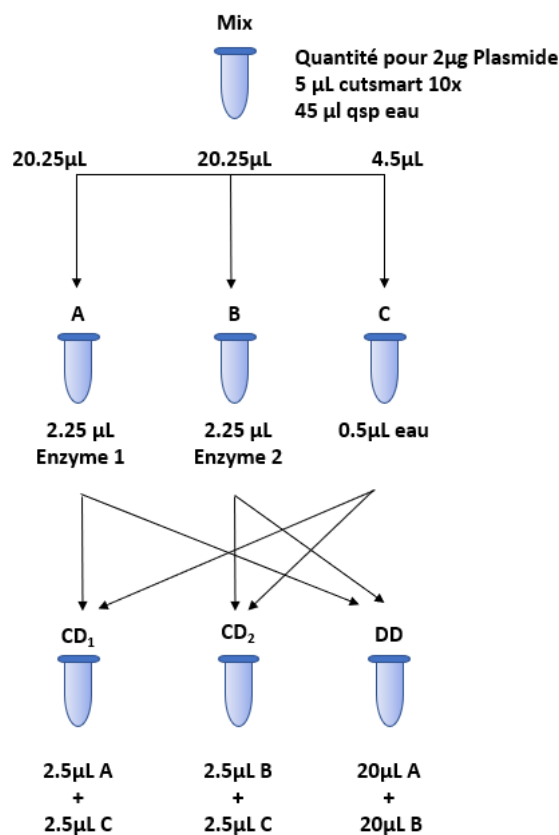 Mix
Quantité pour 2µg Plasmide
5 µL cutsmart 10x
45 µl qsp eau
20.25µL 20.25µL 4.5µL
A B C
2.25 µL 2.25 µL 0.5µL eau
Enzyme 1 Enzyme 2
CD₁ CD₂ DD
2.5µL A 2.5µL B 20µL A
+ + +
2.5µL C 2.5µL C 20µL B